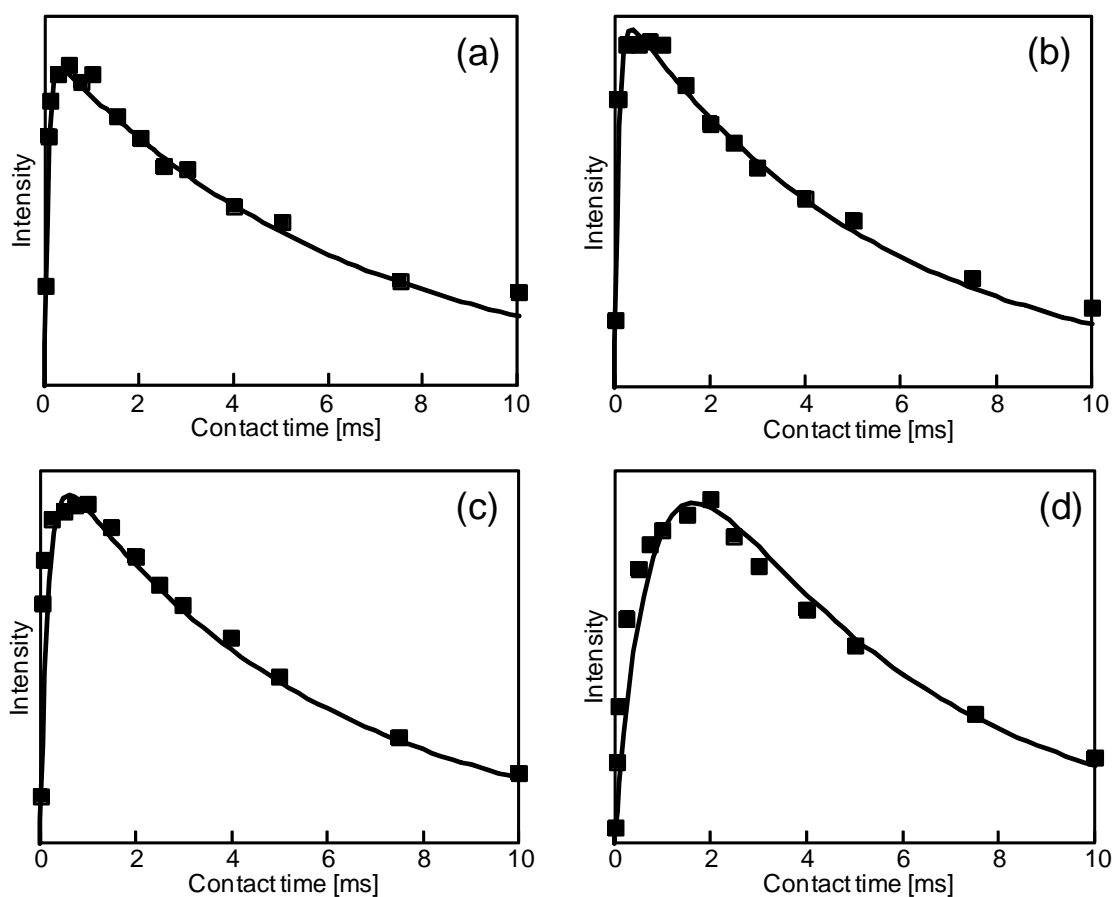 (a)
Intensity
0 2 4 6 8 10
Contact time [ms]
(b)
Intensity
0 2 4 6 8 10
Contact time [ms]
(c)
Intensity
0 2 4 6 8 10
Contact time [ms]
(d)
Intensity
0 2 4 6 8 10
Contact time [ms]